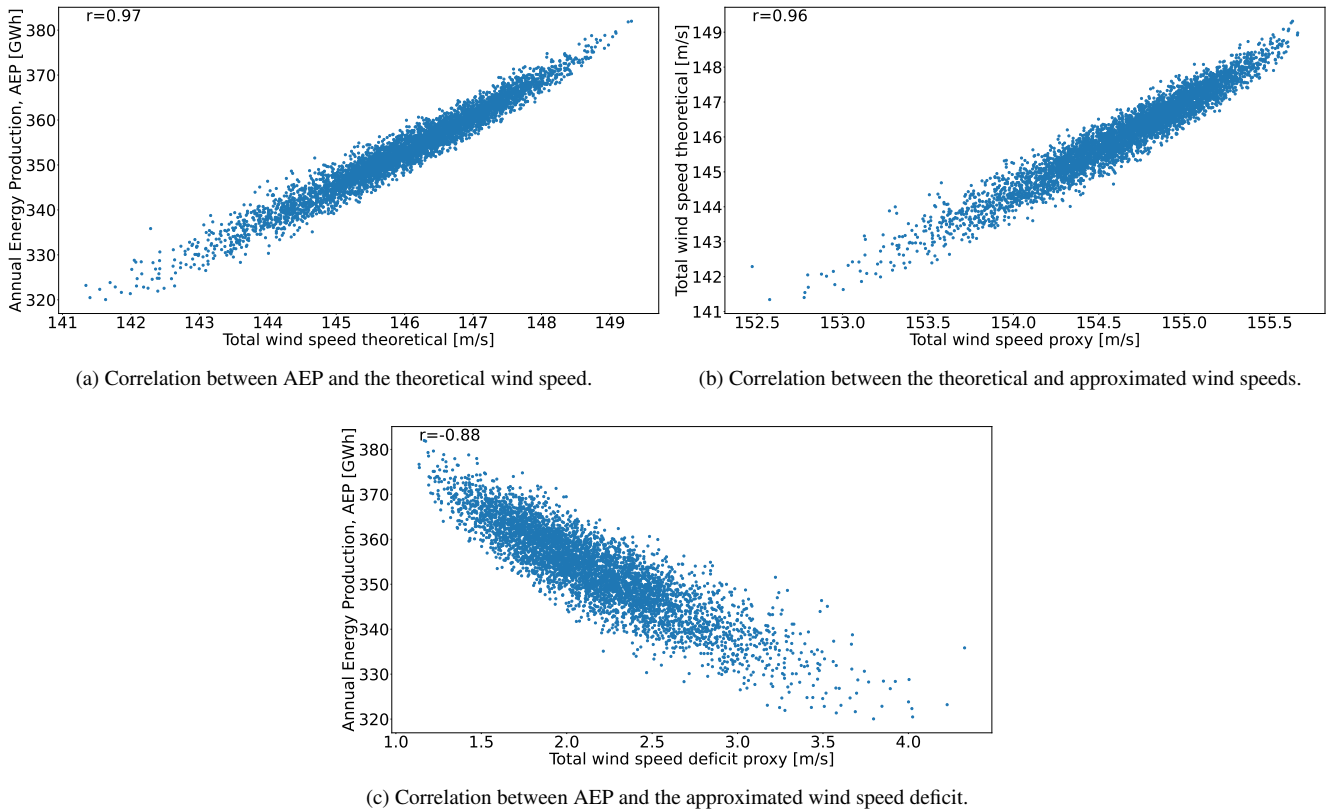 r=0.97
Annual Energy Production, AEP [GWh]
380
370
360
350
340
330
320
141 142 143 144 145 146 147 148 149
Total wind speed theoretical [m/s]
(a) Correlation between AEP and the theoretical wind speed.
r=0.96
Total wind speed theoretical [m/s]
149
148
147
146
145
144
143
142
141
152.5 153.0 153.5 154.0 154.5 155.0 155.5
Total wind speed proxy [m/s]
(b) Correlation between the theoretical and approximated wind speeds.
r=-0.88
Annual Energy Production, AEP [GWh]
380
370
360
350
340
330
320
1.0 1.5 2.0 2.5 3.0 3.5 4.0
Total wind speed deficit proxy [m/s]
(c) Correlation between AEP and the approximated wind speed deficit.